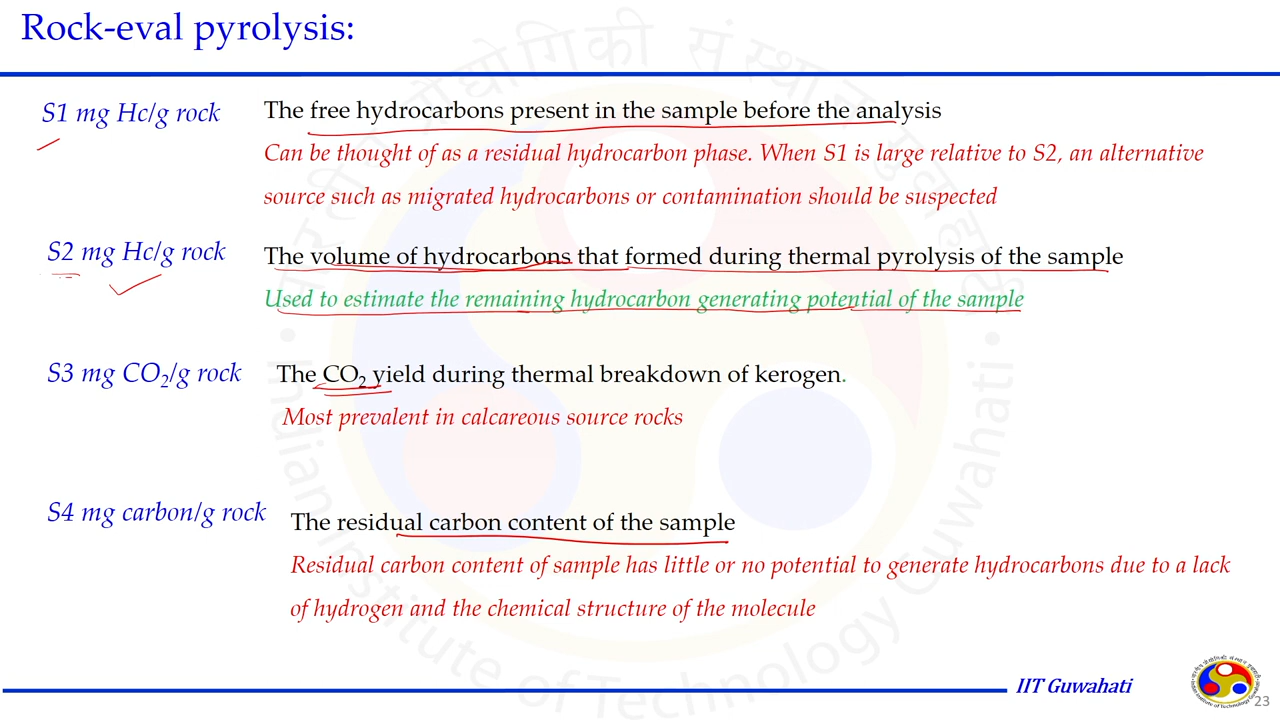 Rock-eval pyrolysis:
S1 mg Hc/g rock
The free hydrocarbons present in the sample before the analysis
Can be thought of as a residual hydrocarbon phase. When S1 is large relative to S2, an alternative
source such as migrated hydrocarbons or contamination should be suspected
S2 mg Hc/g rock
The volume of hydrocarbons that formed during thermal pyrolysis of the sample
Used to estimate the remaining hydrocarbon generating potential of the sample
S3 mg CO2/g rock
The CO2 yield during thermal breakdown of kerogen.
Most prevalent in calcareous source rocks
S4 mg carbon/g rock
The residual carbon content of the sample
Residual carbon content of sample has little or no potential to generate hydrocarbons due to a lack
of hydrogen and the chemical structure of the molecule
Indian Institute of Technology Guwahati
IIT Guwahati
23